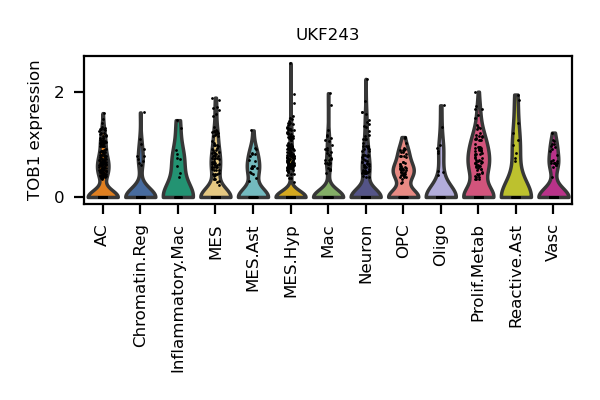 UKF243
TOB1 expression
2
0
AC
Chromatin.Reg
Inflammatory.Mac
MES
MES.Ast
MES.Hyp
Mac
Neuron
OPC
Oligo
Prolif.Metab
Reactive.Ast
Vasc